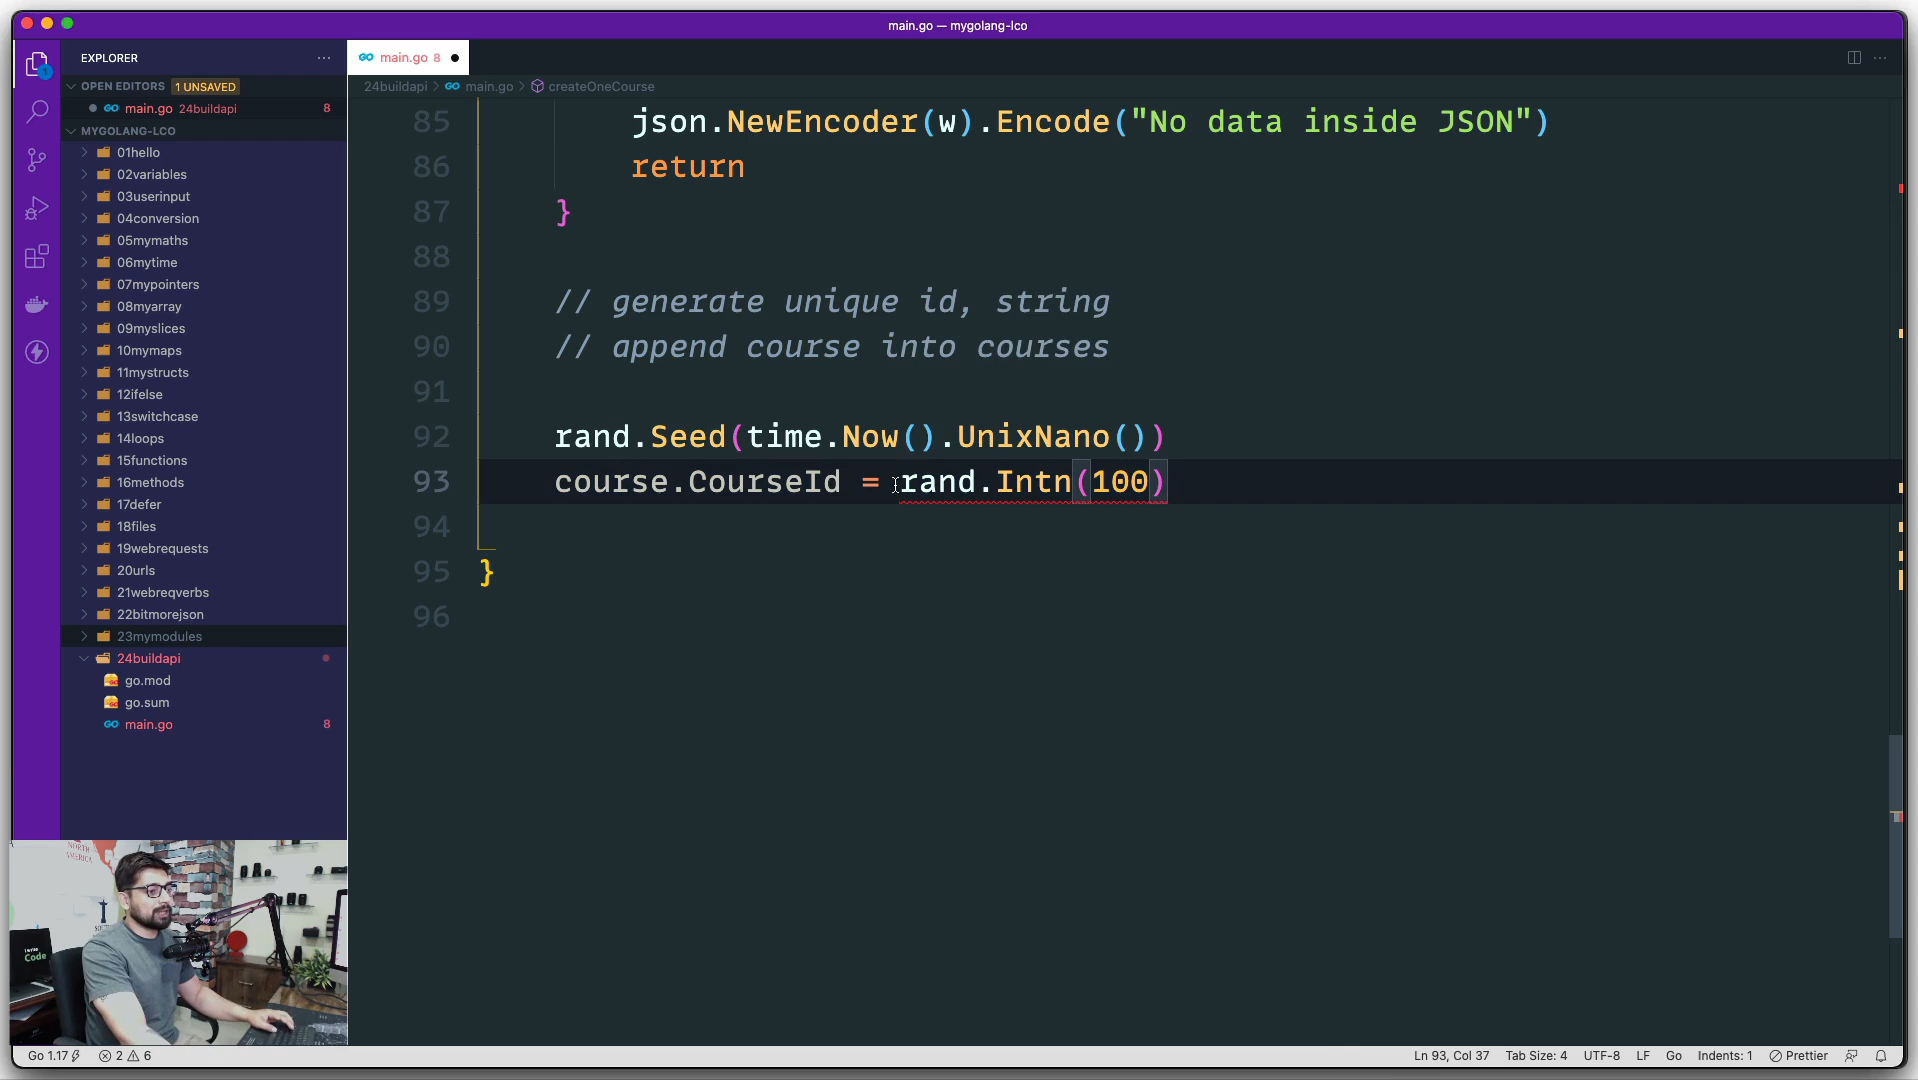 main.go — mygolang-lco
EXPLORER
main.go 8
OPEN EDITORS 1 UNSAVED
24buildapi > main.go > createOneCourse
main.go 24buildapi 8
MYGOLANG-LCO
01hello
02variables
03userinput
04conversion
05mymaths
06mytime
07mypointers
08myarray
09myslices
10mymaps
11mystructs
12ifelse
13switchcase
14loops
15functions
16methods
17defer
18files
19webrequests
20urls
21webreqverbs
22bitmorejson
23mymodules
24buildapi
go.mod
go.sum
main.go 8
85 json.NewEncoder(w).Encode("No data inside JSON")
86 return
87 }
88
89 // generate unique id, string
90 // append course into courses
91
92 rand.Seed(time.Now().UnixNano())
93 course.CourseId = rand.Intn(100)
94
95 }
96
NORTH
AMERICA
Code
Go 1.17 2 6 Ln 93, Col 37 Tab Size: 4 UTF-8 LF Go Indents: 1 Prettier